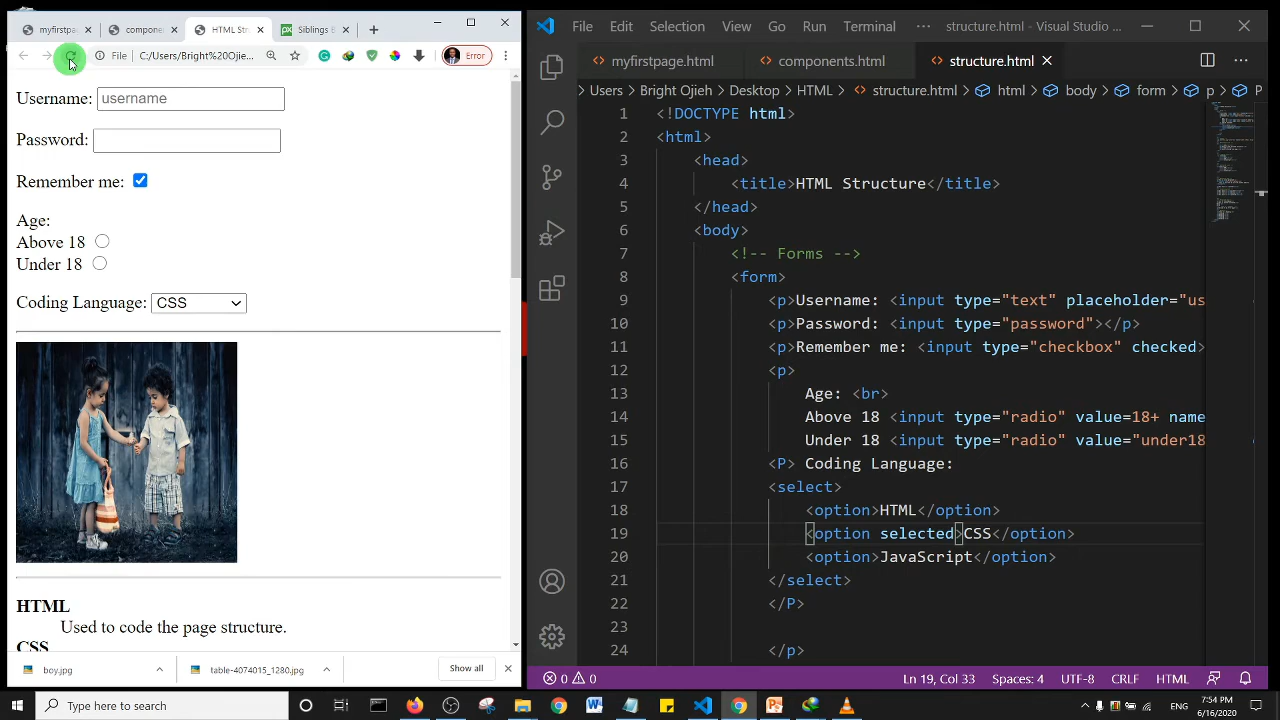 myfirstp
compone
HTML Str
Siblings B
File
C:/Users/Bright%20Ojie...
Error
Username: username
Password:
Remember me:
Age:
Above 18
Under 18
Coding Language: CSS
HTML
Used to code the page structure.
CSS
boy.jpg
table-4074015_1280.jpg
Show all
File Edit Selection View Go Run Terminal ··· structure.html - Visual Studio ...
myfirstpage.html components.html structure.html
> Users > Bright Ojieh > Desktop > HTML > structure.html > html > body > form > p > P
1 <!DOCTYPE html>
2 <html>
3 <head>
4 <title>HTML Structure</title>
5 </head>
6 <body>
7 <!-- Forms -->
8 <form>
9 <p>Username: <input type="text" placeholder="us
10 <p>Password: <input type="password"></p>
11 <p>Remember me: <input type="checkbox" checked>
12 <p>
13 Age: <br>
14 Above 18 <input type="radio" value=18+ name
15 Under 18 <input type="radio" value="under18
16 <P> Coding Language:
17 <select>
18 <option>HTML</option>
19 <option selected>CSS</option>
20 <option>JavaScript</option>
21 </select>
22 </P>
23
24 </p>
0 0 Ln 19, Col 33 Spaces: 4 UTF-8 CRLF HTML
Type here to search
7:54 PM
6/16/2020